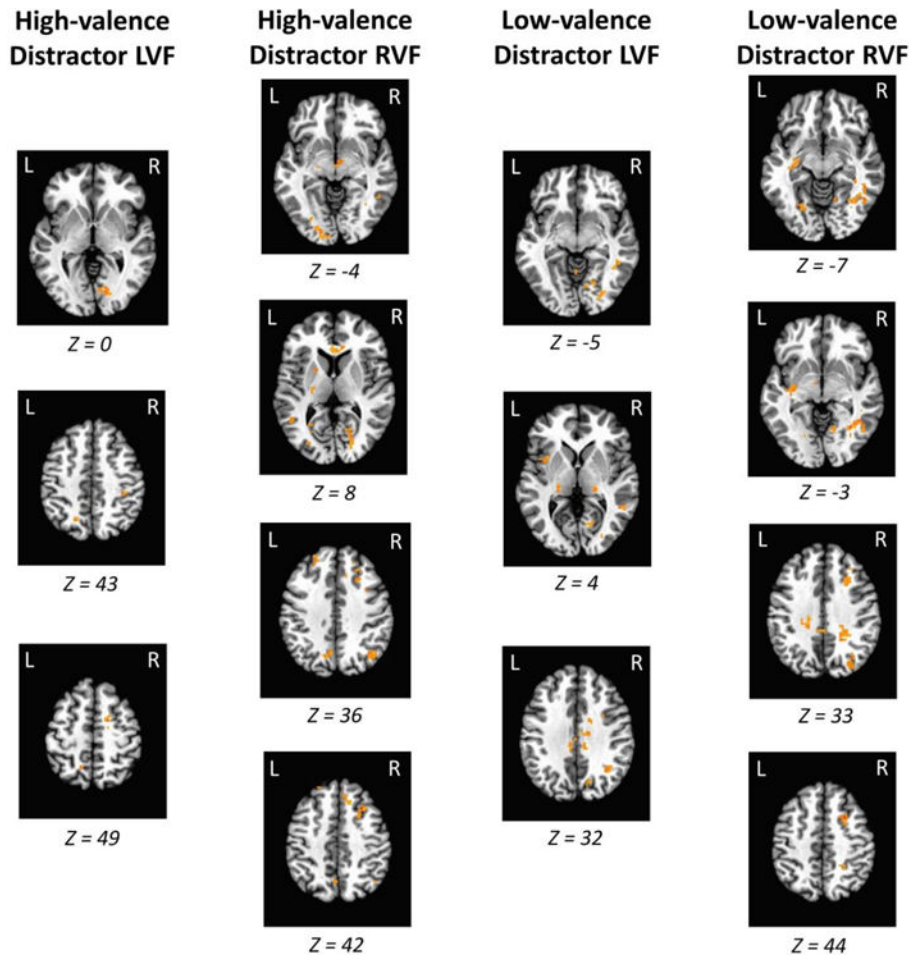 High-valence
Distractor LVF
L R
Z = 0
L R
Z = 43
L R
Z = 49
High-valence
Distractor RVF
L R
Z = -4
L R
Z = 8
L R
Z = 36
L R
Z = 42
Low-valence
Distractor LVF
L R
Z = -5
L R
Z = 4
L R
Z = 32
Low-valence
Distractor RVF
L R
Z = -7
L R
Z = -3
L R
Z = 33
L R
Z = 44